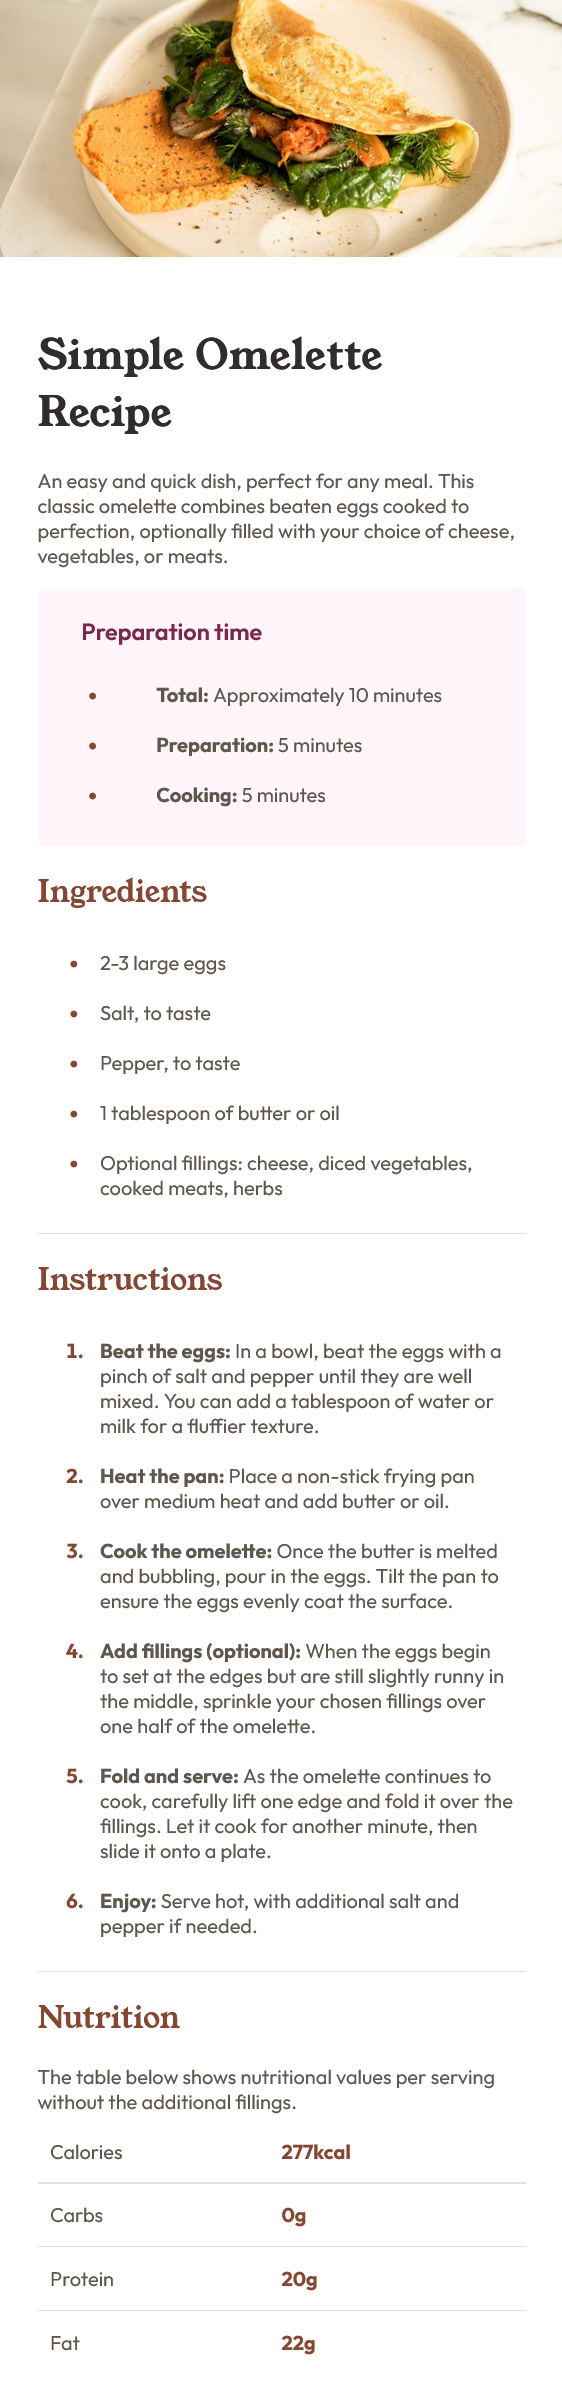 Simple Omelette
Recipe
An easy and quick dish, perfect for any meal. This
classic omelette combines beaten eggs cooked to
perfection, optionally filled with your choice of cheese,
vegetables, or meats.
Preparation time
• Total: Approximately 10 minutes
• Preparation: 5 minutes
• Cooking: 5 minutes
Ingredients
• 2-3 large eggs
• Salt, to taste
• Pepper, to taste
• 1 tablespoon of butter or oil
• Optional fillings: cheese, diced vegetables,
cooked meats, herbs
Instructions
1. Beat the eggs: In a bowl, beat the eggs with a
pinch of salt and pepper until they are well
mixed. You can add a tablespoon of water or
milk for a fluffier texture.
2. Heat the pan: Place a non-stick frying pan
over medium heat and add butter or oil.
3. Cook the omelette: Once the butter is melted
and bubbling, pour in the eggs. Tilt the pan to
ensure the eggs evenly coat the surface.
4. Add fillings (optional): When the eggs begin
to set at the edges but are still slightly runny in
the middle, sprinkle your chosen fillings over
one half of the omelette.
5. Fold and serve: As the omelette continues to
cook, carefully lift one edge and fold it over the
fillings. Let it cook for another minute, then
slide it onto a plate.
6. Enjoy: Serve hot, with additional salt and
pepper if needed.
Nutrition
The table below shows nutritional values per serving
without the additional fillings.
Calories 277kcal
Carbs 0g
Protein 20g
Fat 22g